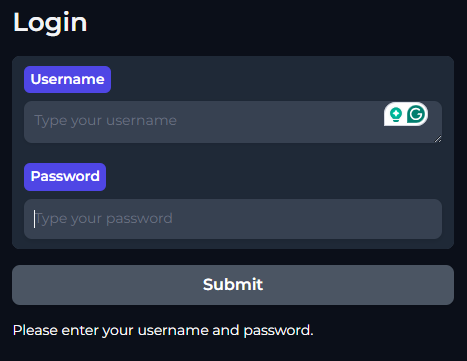 Login
Username
Type your username
Password
Type your password
Submit
Please enter your username and password.